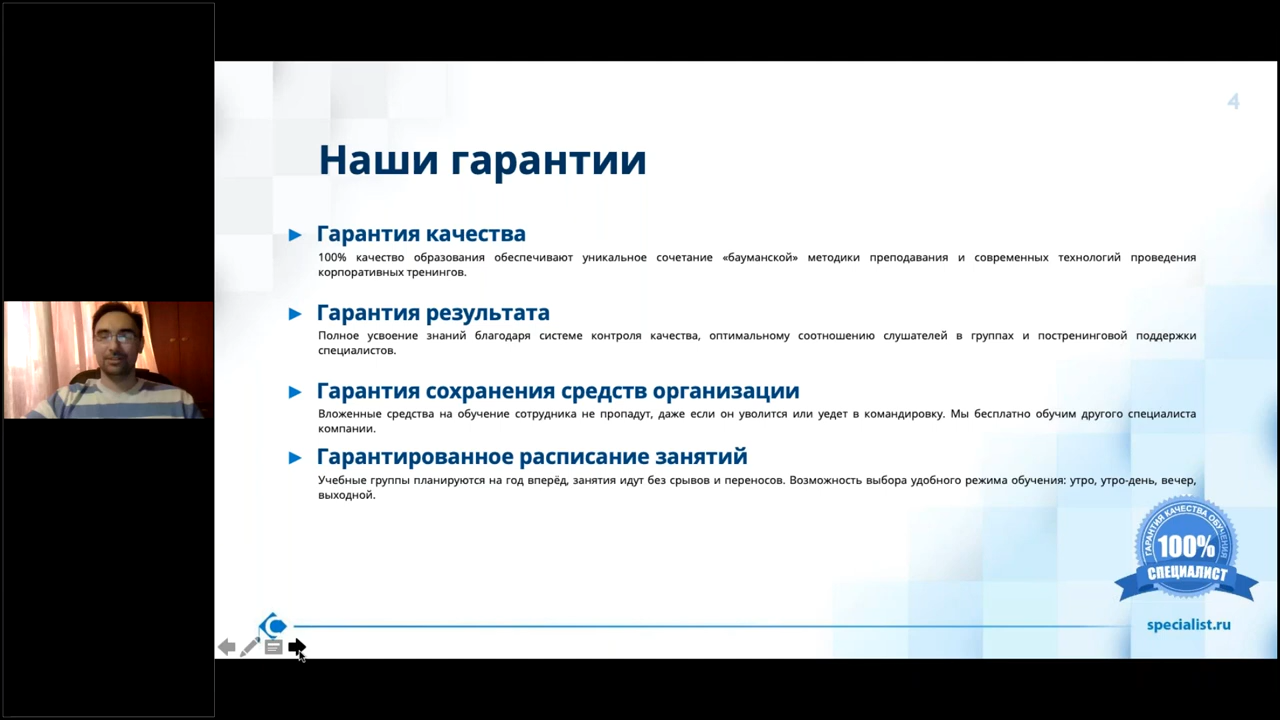 4
Наши гарантии
Гарантия качества
100% качество образования обеспечивают уникальное сочетание «бауманской» методики преподавания и современных технологий проведения
корпоративных тренингов.
Гарантия результата
Полное усвоение знаний благодаря системе контроля качества, оптимальному соотношению слушателей в группах и постренинговой поддержки
специалистов.
Гарантия сохранения средств организации
Вложенные средства на обучение сотрудника не пропадут, даже если он уволится или уедет в командировку. Мы бесплатно обучим другого специалиста
компании.
Гарантированное расписание занятий
Учебные группы планируются на год вперёд, занятия идут без срывов и переносов. Возможность выбора удобного режима обучения: утро, утро-день, вечер,
выходной.
ГАРАНТИЯ КАЧЕСТВА ОБУЧЕНИЯ
100%
СПЕЦИАЛИСТ
specialist.ru